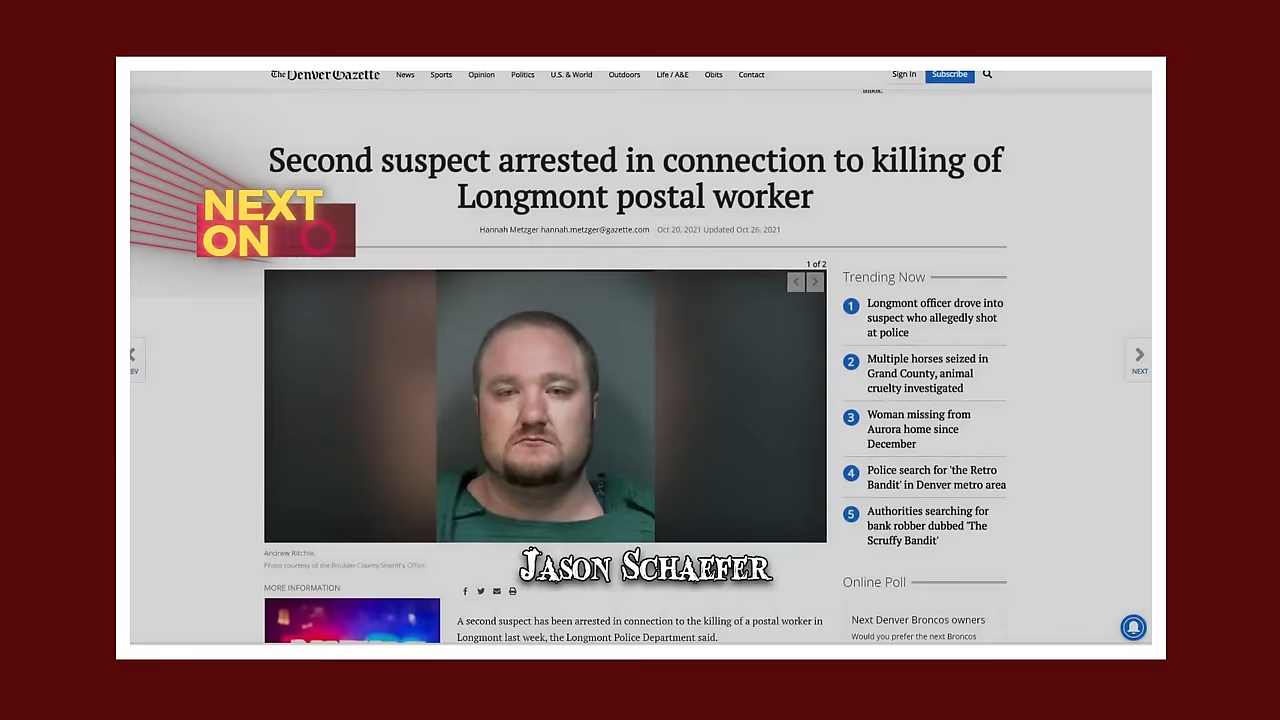 The Denver Gazette News Sports Opinion Politics U.S. & World Outdoors Life / A&E Obits Contact Sign In Subscribe
inbox.
Second suspect arrested in connection to killing of
Longmont postal worker
Hannah Metzger hannah.metzger@gazette.com Oct 20, 2021 Updated Oct 26, 2021
NEXT
ON
1 of 2
Andrew Ritchie.
Photo courtesy of the Boulder County Sheriff's Office.
Jason Schaefer
MORE INFORMATION
A second suspect has been arrested in connection to the killing of a postal worker in
Longmont last week, the Longmont Police Department said.
Trending Now
1 Longmont officer drove into
suspect who allegedly shot
at police
2 Multiple horses seized in
Grand County, animal
cruelty investigated
3 Woman missing from
Aurora home since
December
4 Police search for 'the Retro
Bandit' in Denver metro area
5 Authorities searching for
bank robber dubbed 'The
Scruffy Bandit'
Online Poll
Next Denver Broncos owners
Would you prefer the next Broncos
EV
NEXT